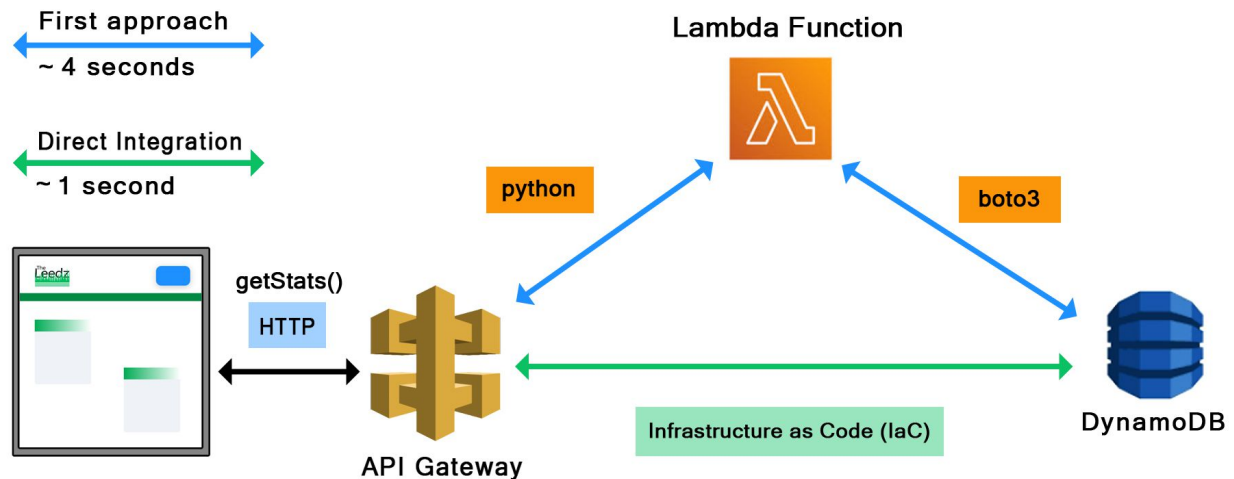 First approach
~ 4 seconds
Direct Integration
~ 1 second
Lambda Function
python
boto3
The
Leedz
getStats()
HTTP
API Gateway
Infrastructure as Code (IaC)
DynamoDB